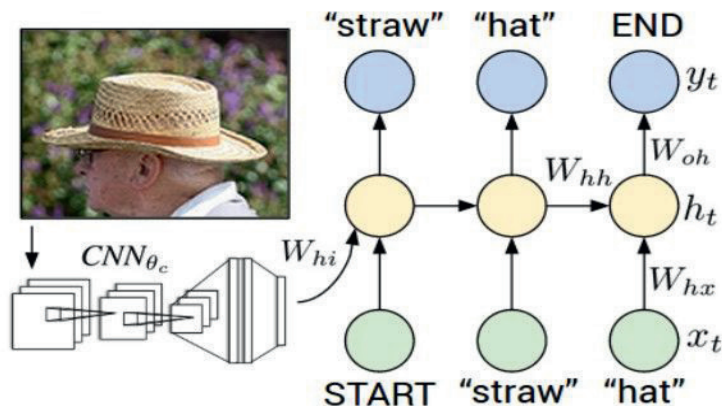 “straw” “hat” END
y_t
W_oh
W_hh
h_t
CNN_θc
W_hi
W_hx
x_t
START “straw” “hat”